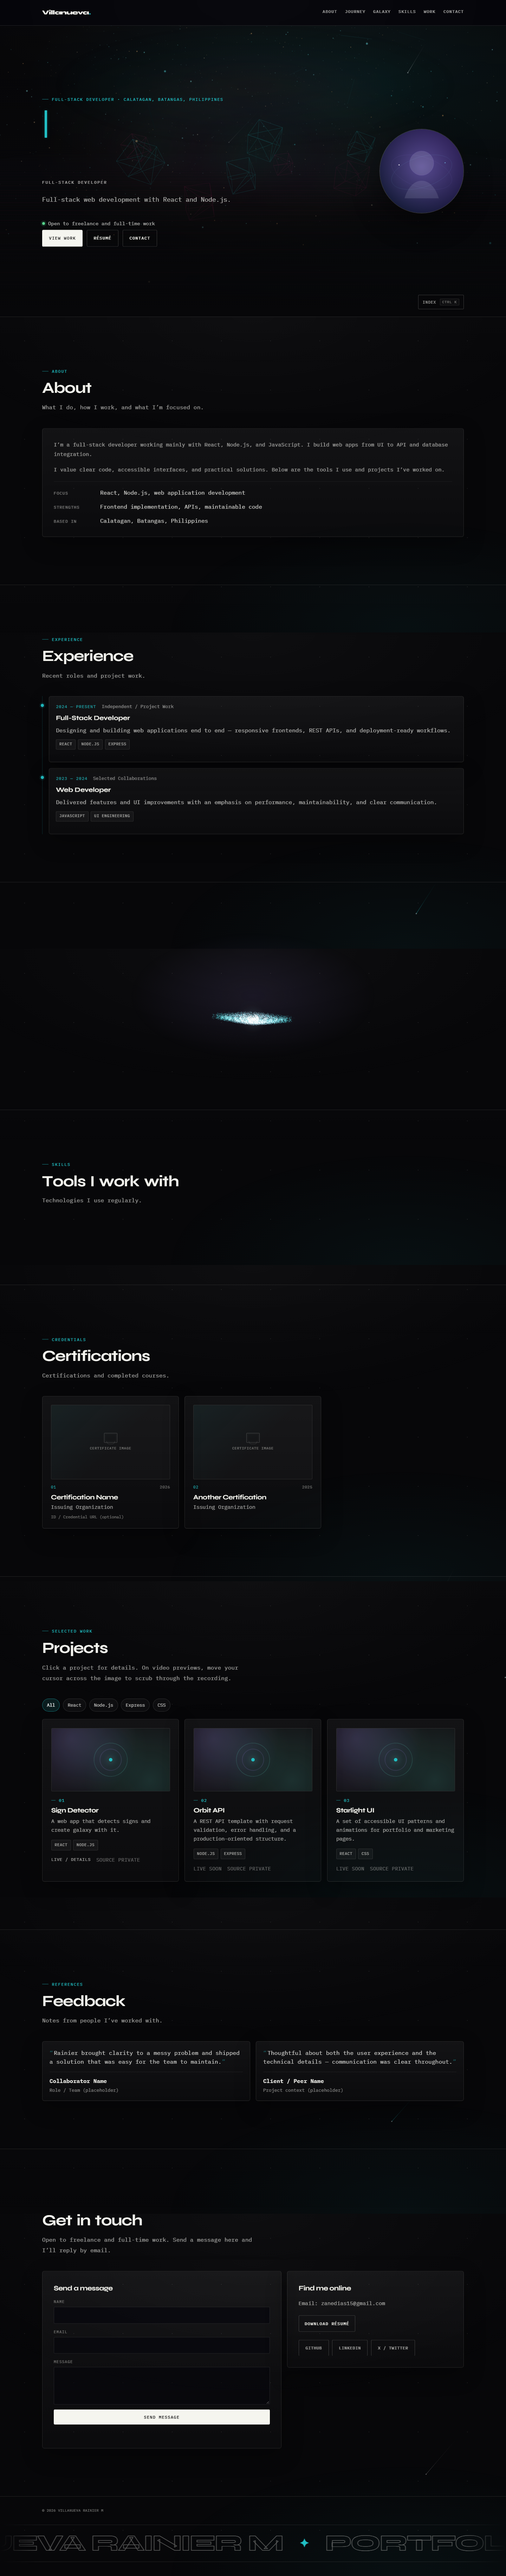 Villanueva.
ABOUT JOURNEY GALAXY SKILLS WORK CONTACT
FULL-STACK DEVELOPER · CALATAGAN, BATANGAS, PHILIPPINES
FULL-STACK DEVELOPER
Full-stack web development with React and Node.js.
Open to freelance and full-time work
VIEW WORK RÉSUMÉ CONTACT
INDEX CTRL K
ABOUT
About
What I do, how I work, and what I'm focused on.
I'm a full-stack developer working mainly with React, Node.js, and JavaScript. I build web apps from UI to API and database
integration.
I value clear code, accessible interfaces, and practical solutions. Below are the tools I use and projects I've worked on.
FOCUS React, Node.js, web application development
STRENGTHS Frontend implementation, APIs, maintainable code
BASED IN Calatagan, Batangas, Philippines
EXPERIENCE
Experience
Recent roles and project work.
2024 — PRESENT Independent / Project Work
Full-Stack Developer
Designing and building web applications end to end — responsive frontends, REST APIs, and deployment-ready workflows.
REACT NODE.JS EXPRESS
2023 — 2024 Selected Collaborations
Web Developer
Delivered features and UI improvements with an emphasis on performance, maintainability, and clear communication.
JAVASCRIPT UI ENGINEERING
SKILLS
Tools I work with
Technologies I use regularly.
CREDENTIALS
Certifications
Certifications and completed courses.
CERTIFICATE IMAGE
01 2026
Certification Name
Issuing Organization
ID / Credential URL (optional)
CERTIFICATE IMAGE
02 2025
Another Certification
Issuing Organization
SELECTED WORK
Projects
Click a project for details. On video previews, move your
cursor across the image to scrub through the recording.
All React Node.js Express CSS
01
Sign Detector
A web app that detects signs and
create galaxy with it.
REACT NODE.JS
LIVE / DETAILS SOURCE PRIVATE
02
Orbit API
A REST API template with request
validation, error handling, and a
production-oriented structure.
NODE.JS EXPRESS
LIVE SOON SOURCE PRIVATE
03
Starlight UI
A set of accessible UI patterns and
animations for portfolio and marketing
pages.
REACT CSS
LIVE SOON SOURCE PRIVATE
REFERENCES
Feedback
Notes from people I've worked with.
"Rainier brought clarity to a messy problem and shipped
a solution that was easy for the team to maintain."
Collaborator Name
Role / Team (placeholder)
"Thoughtful about both the user experience and the
technical details — communication was clear throughout."
Client / Peer Name
Project context (placeholder)
Get in touch
Open to freelance and full-time work. Send a message here and
I'll reply by email.
Send a message
NAME
EMAIL
MESSAGE
SEND MESSAGE
Find me online
Email: zanedias15@gmail.com
DOWNLOAD RÉSUMÉ
GITHUB LINKEDIN X / TWITTER
© 2026 VILLANUEVA RAINIER M
UEVA RAINIER M ✦ PORTFOL